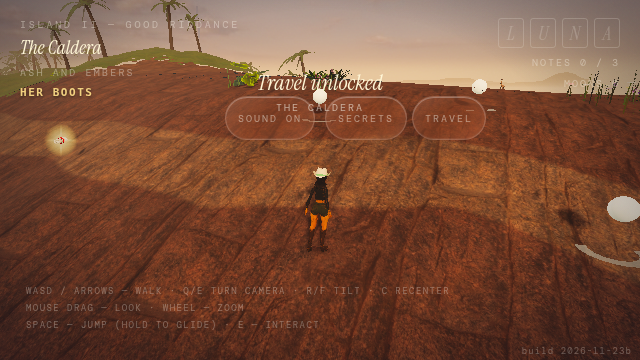 ISLAND II — GOOD RIDDANCE
The Caldera
ASH AND EMBERS
HER BOOTS
L U N A
NOTES 0 / 3
Travel unlocked
THE CALDERA
SOUND ON
SECRETS
TRAVEL
WASD / ARROWS — WALK · Q/E TURN CAMERA · R/F TILT · C RECENTER
MOUSE DRAG — LOOK · WHEEL — ZOOM
SPACE — JUMP (HOLD TO GLIDE) · E — INTERACT
build 2026-11-23b